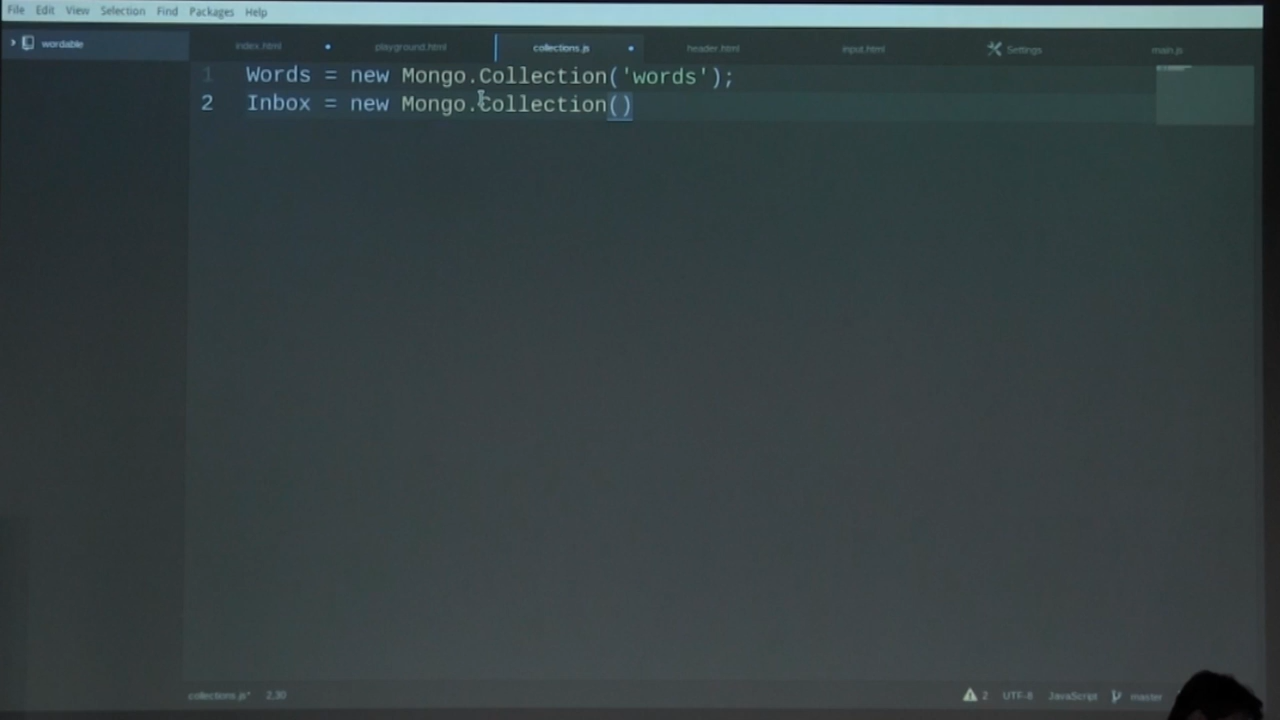 File Edit View Selection Find Packages Help
wordable
index.html playground.html collections.js header.html input.html Settings main.js
1 Words = new Mongo.Collection('words');
2 Inbox = new Mongo.Collection()
collections.js* 2,30 2 UTF-8 JavaScript master